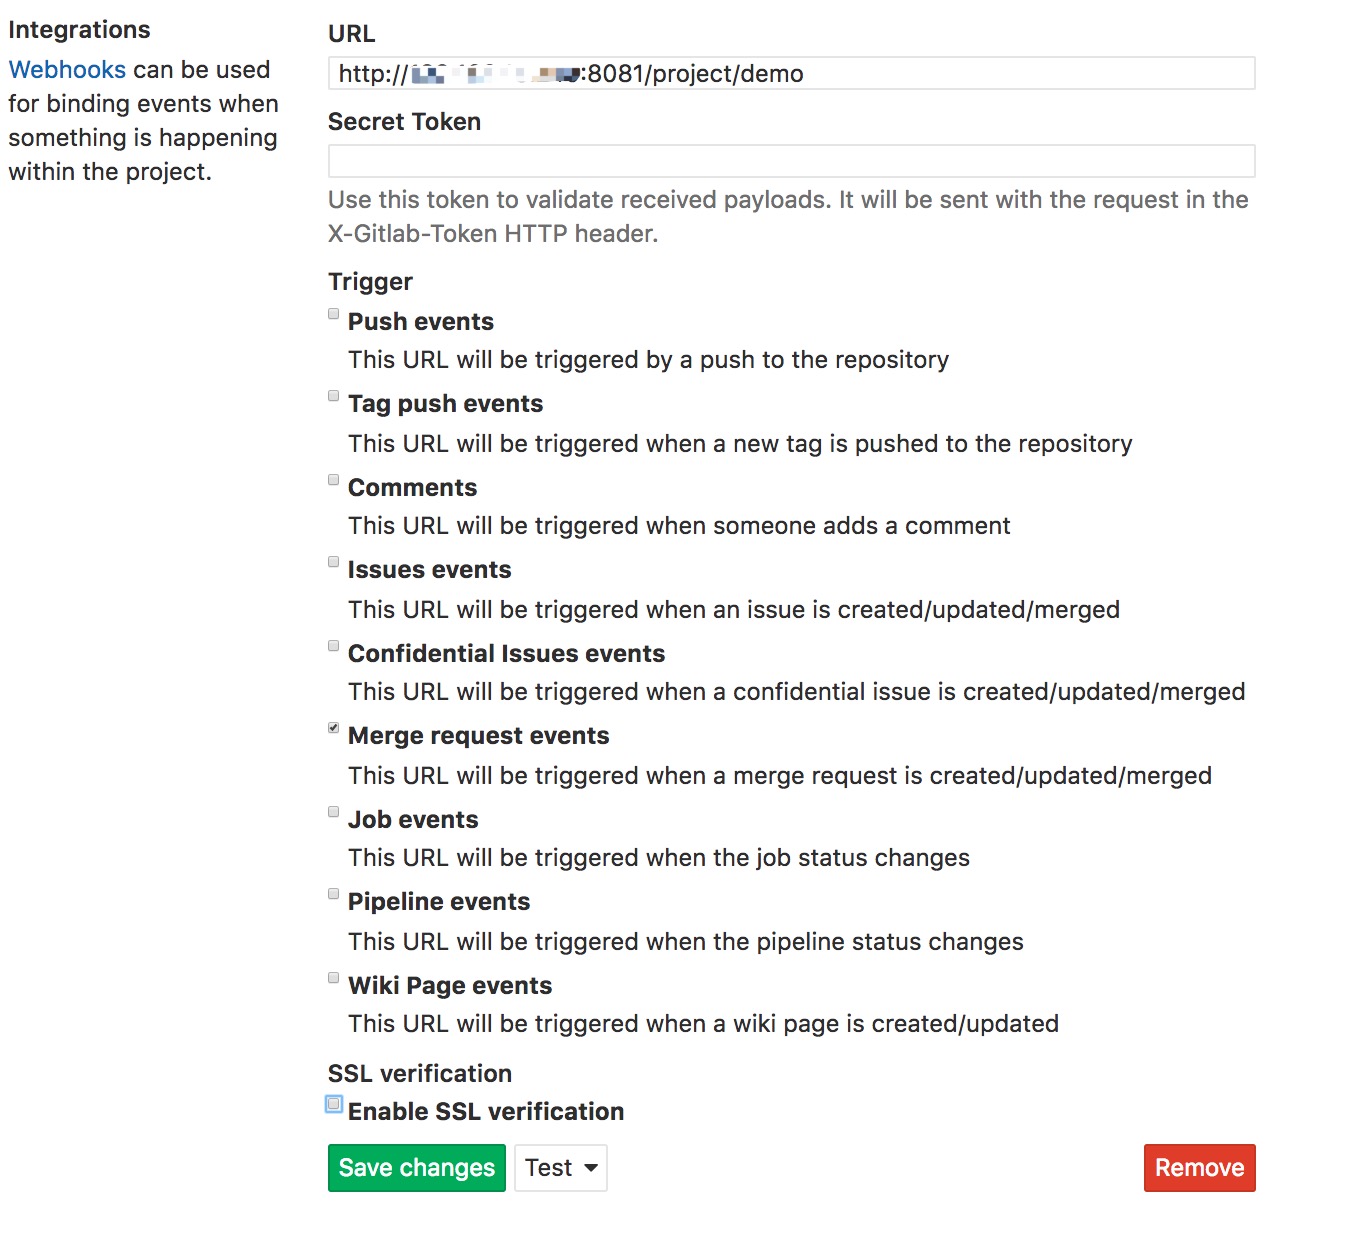 Integrations
Webhooks can be used
for binding events when
something is happening
within the project.
URL
http:// :8081/project/demo
Secret Token
Use this token to validate received payloads. It will be sent with the request in the
X-Gitlab-Token HTTP header.
Trigger
Push events
This URL will be triggered by a push to the repository
Tag push events
This URL will be triggered when a new tag is pushed to the repository
Comments
This URL will be triggered when someone adds a comment
Issues events
This URL will be triggered when an issue is created/updated/merged
Confidential Issues events
This URL will be triggered when a confidential issue is created/updated/merged
Merge request events
This URL will be triggered when a merge request is created/updated/merged
Job events
This URL will be triggered when the job status changes
Pipeline events
This URL will be triggered when the pipeline status changes
Wiki Page events
This URL will be triggered when a wiki page is created/updated
SSL verification
Enable SSL verification
Save changes Test Remove